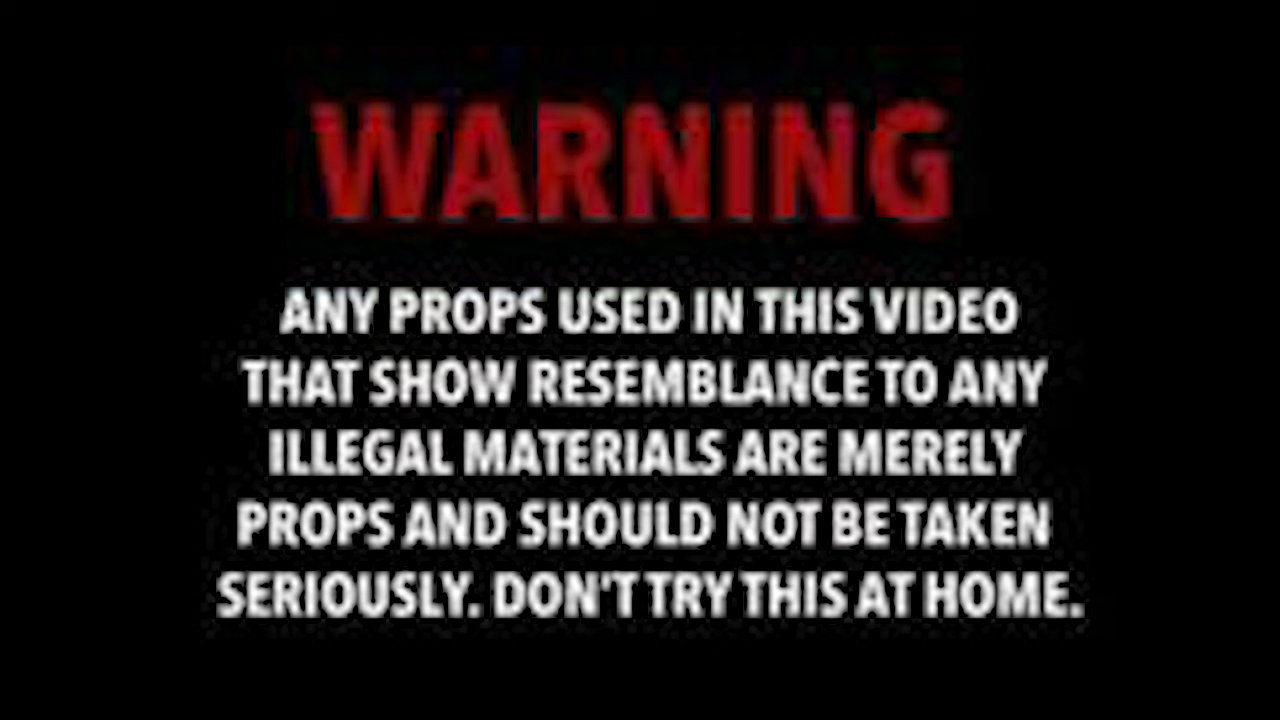 WARNING
ANY PROPS USED IN THIS VIDEO
THAT SHOW RESEMBLANCE TO ANY
ILLEGAL MATERIALS ARE MERELY
PROPS AND SHOULD NOT BE TAKEN
SERIOUSLY. DON'T TRY THIS AT HOME.